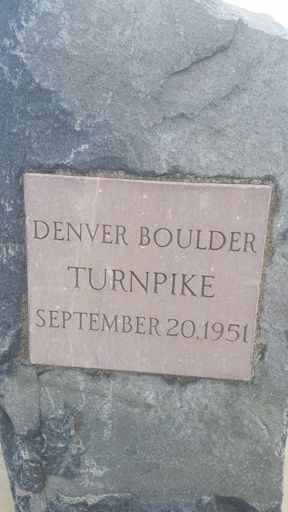 DENVER BOULDER
TURNPIKE
SEPTEMBER 20,1951